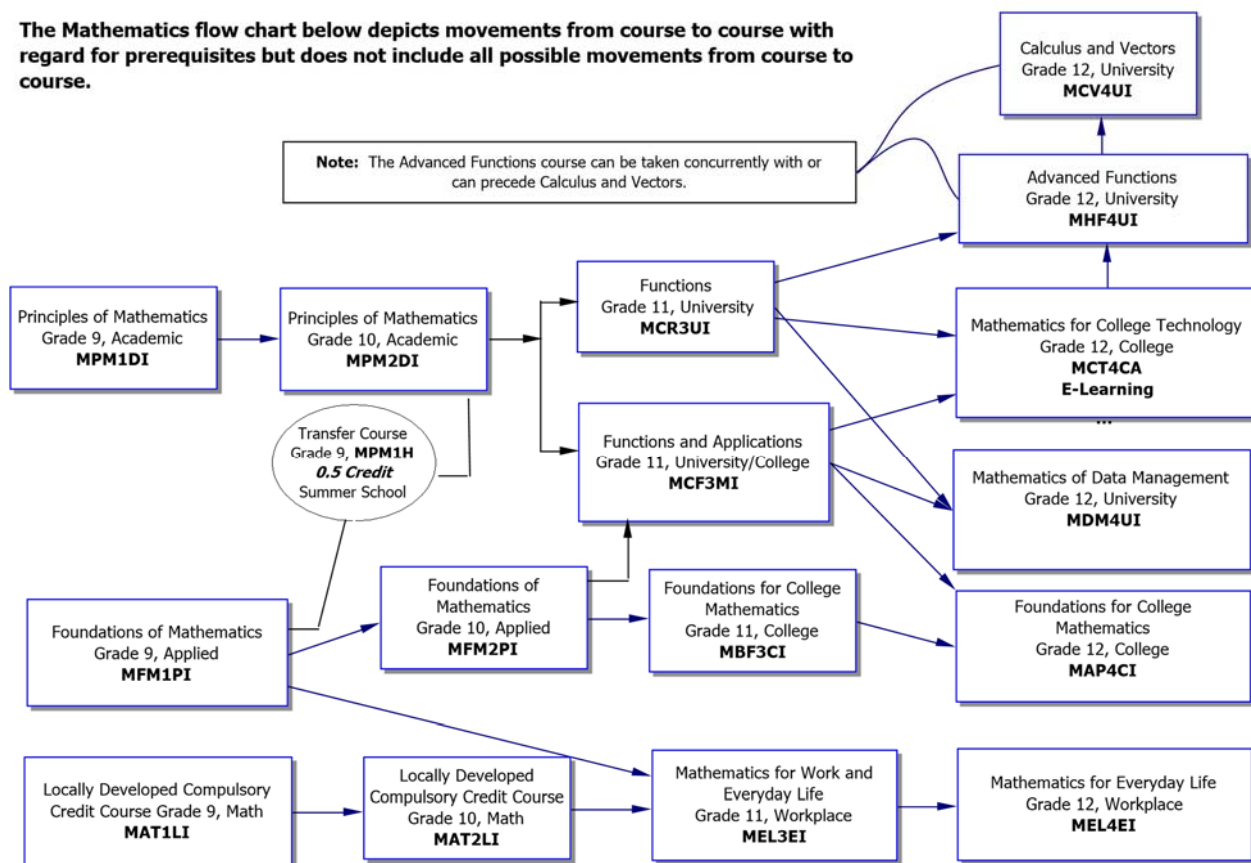 The Mathematics flow chart below depicts movements from course to course with
regard for prerequisites but does not include all possible movements from course to
course.
Calculus and Vectors
Grade 12, University
MCV4UI
Note: The Advanced Functions course can be taken concurrently with or
can precede Calculus and Vectors.
Advanced Functions
Grade 12, University
MHF4UI
Principles of Mathematics
Grade 9, Academic
MPM1DI
Principles of Mathematics
Grade 10, Academic
MPM2DI
Functions
Grade 11, University
MCR3UI
Mathematics for College Technology
Grade 12, College
MCT4CA
E-Learning
...
Transfer Course
Grade 9, MPM1H
0.5 Credit
Summer School
Functions and Applications
Grade 11, University/College
MCF3MI
Mathematics of Data Management
Grade 12, University
MDM4UI
Foundations of Mathematics
Grade 9, Applied
MFM1PI
Foundations of
Mathematics
Grade 10, Applied
MFM2PI
Foundations for College
Mathematics
Grade 11, College
MBF3CI
Foundations for College
Mathematics
Grade 12, College
MAP4CI
Locally Developed Compulsory
Credit Course Grade 9, Math
MAT1LI
Locally Developed
Compulsory Credit Course
Grade 10, Math
MAT2LI
Mathematics for Work and
Everyday Life
Grade 11, Workplace
MEL3EI
Mathematics for Everyday Life
Grade 12, Workplace
MEL4EI